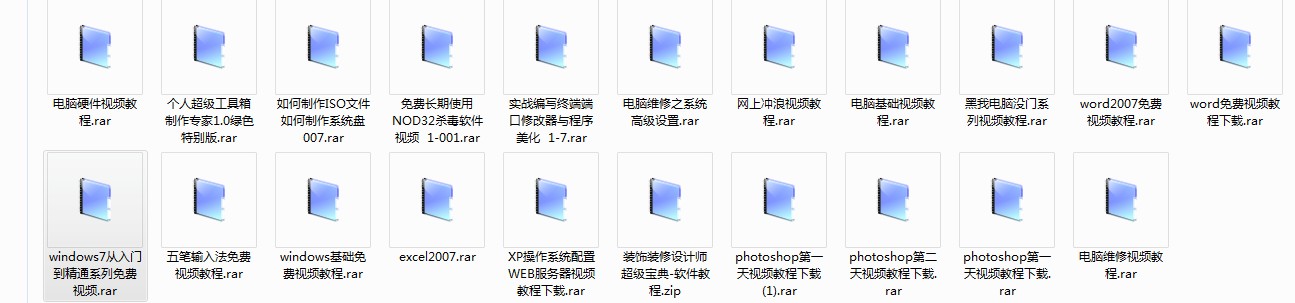 电脑硬件视频教
程.rar
个人超级工具箱
制作专家1.0绿色
特别版.rar
如何制作ISO文件
如何制作系统盘
007.rar
免费长期使用
NOD32杀毒软件
视频 1-001.rar
实战编写终端端
口修改器与程序
美化 1-7.rar
电脑维修之系统
高级设置.rar
网上冲浪视频教
程.rar
电脑基础视频教
程.rar
黑我电脑没门系
列视频教程.rar
word2007免费
视频教程.rar
word免费视频教
程下载.rar
windows7从入门
到精通系列免费
视频.rar
五笔输入法免费
视频教程.rar
windows基础免
费视频教程.rar
excel2007.rar
XP操作系统配置
WEB服务器视频
教程下载.rar
装饰装修设计师
超级宝典-软件教
程.zip
photoshop第一
天视频教程下载
(1).rar
photoshop第二
天视频教程下载.
rar
photoshop第一
天视频教程下载.
rar
电脑维修视频教
程.rar